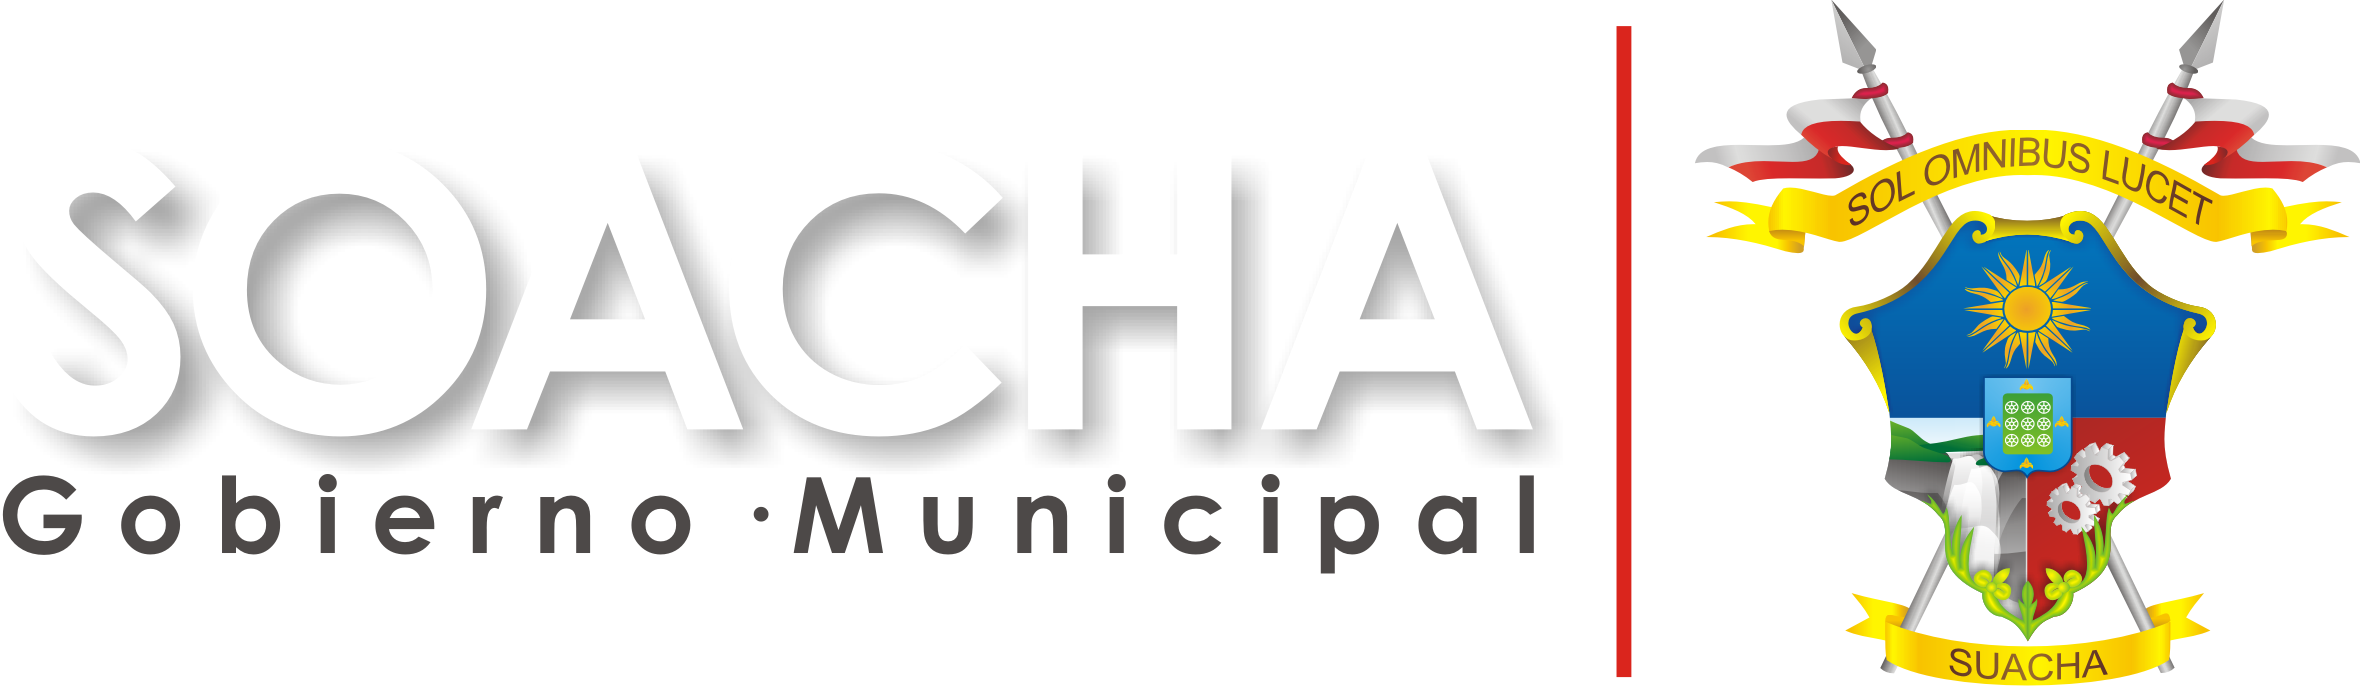 SOACHA
Gobierno · Municipal
SOL OMNIBUS LUCET
SUACHA